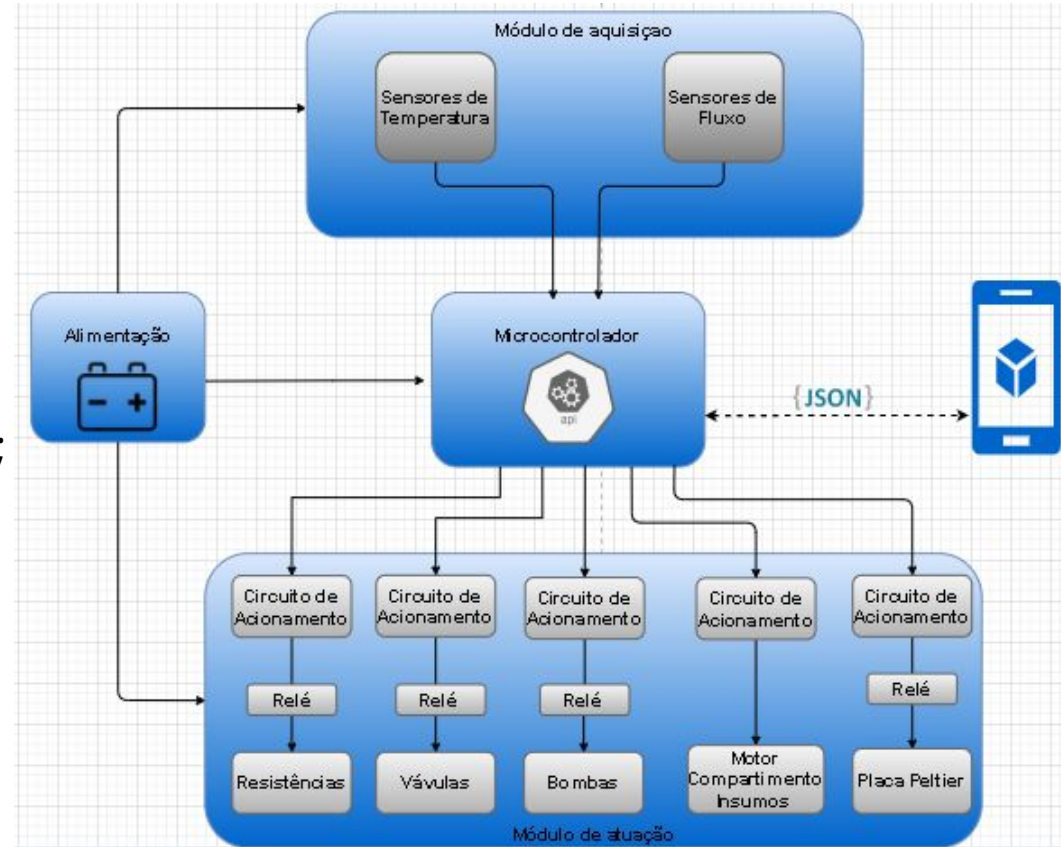 Módulo de aquisiçao
Sensores de
Temperatura
Sensores de
Fluxo
Alimentação
- +
Microcontrolador
api
{JSON}
;
Circuito de
Acionamento
Circuito de
Acionamento
Circuito de
Acionamento
Circuito de
Acionamento
Circuito de
Acionamento
Relé
Relé
Relé
Relé
Resistências
Vávulas
Bombas
Motor
Compartimento
Insumos
Placa Peltier
Módulo de atuação